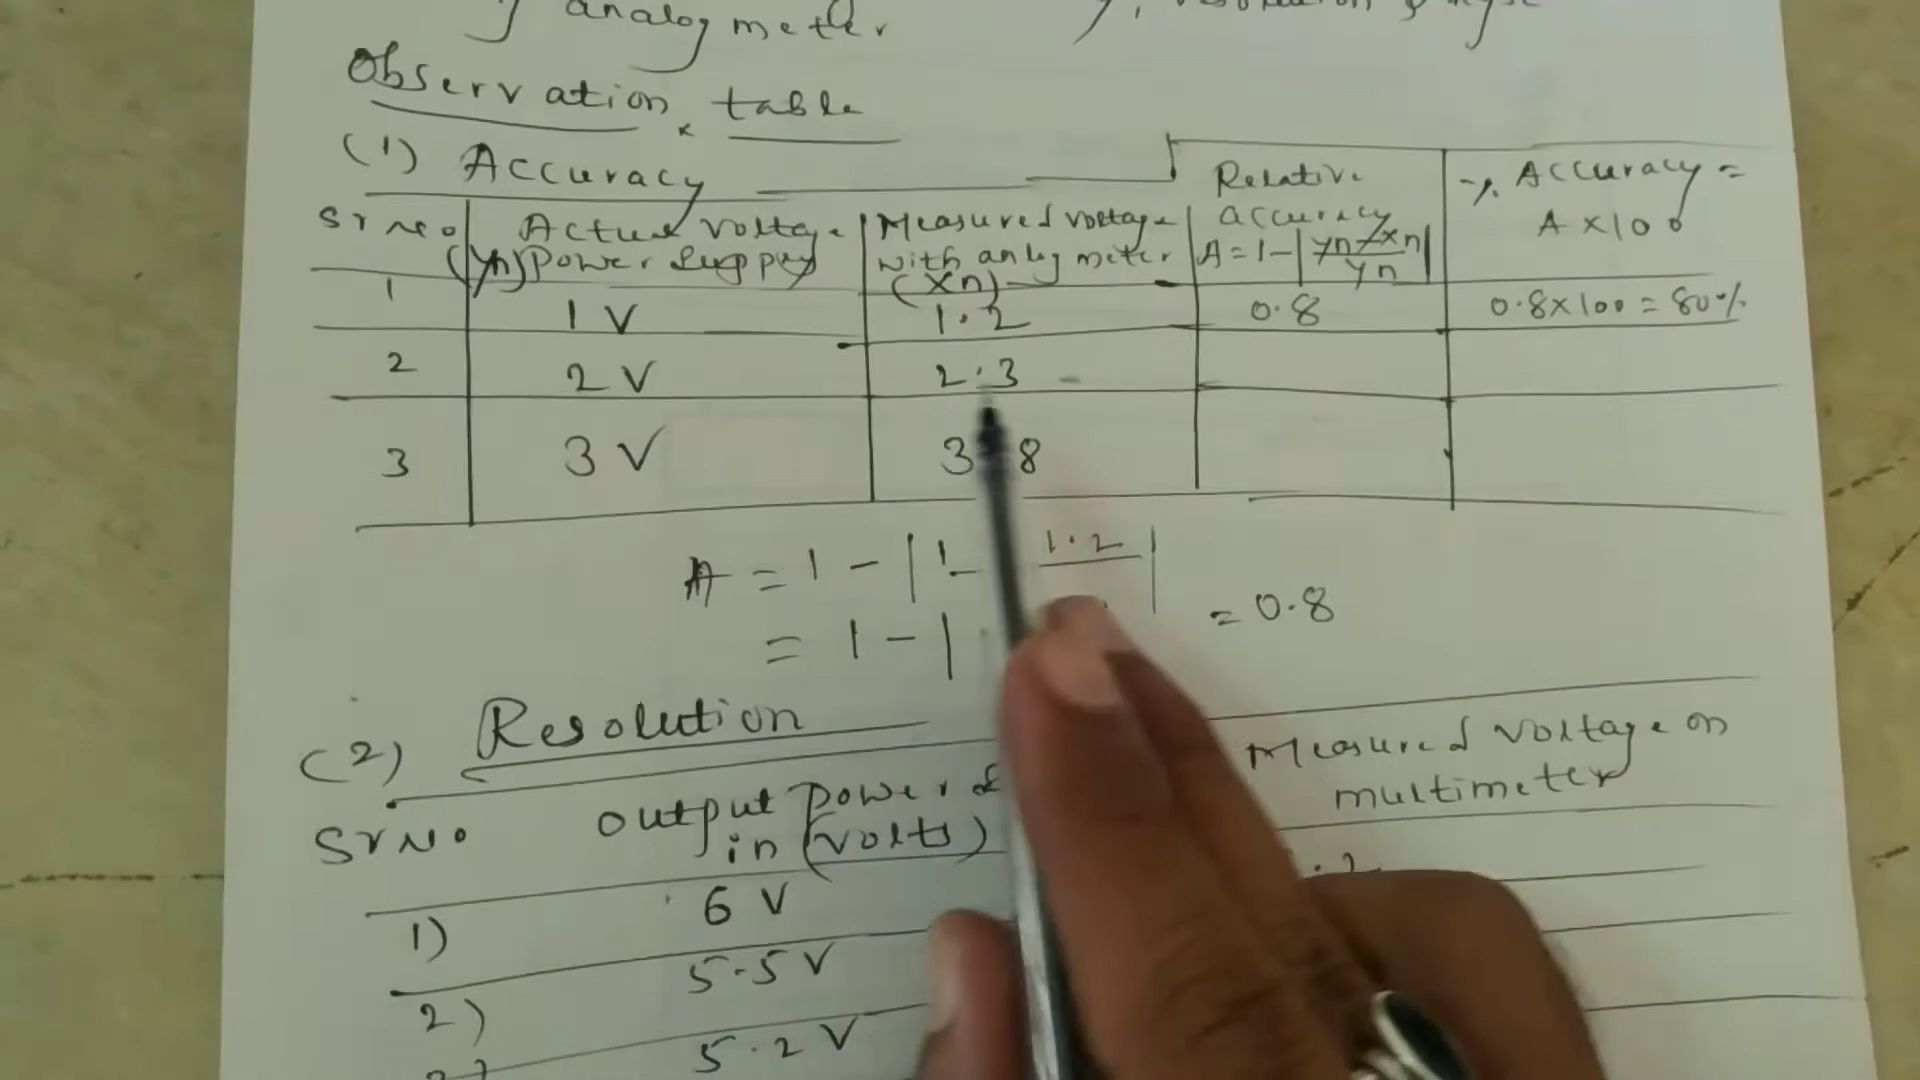 analog meter
Observation table
(1) Accuracy
Sr No
Actual voltage
(Yn) Power Supply
Measured voltage
with analog meter
(Xn)
Relative
accuracy
A = 1 - |Yn - Xn / Yn|
% Accuracy =
A x 100
1 1 V 1.2 0.8 0.8 x 100 = 80%
2 2 V 2.3 -
3 3 V 3 8
A = 1 - | 1 - 1.2 |
= 1 - | = 0.8
(2) Resolution
Sr No
output power
in (volts)
Measured voltage on
multimeter
1) 6 V
2) 5.5 V
5.2 V